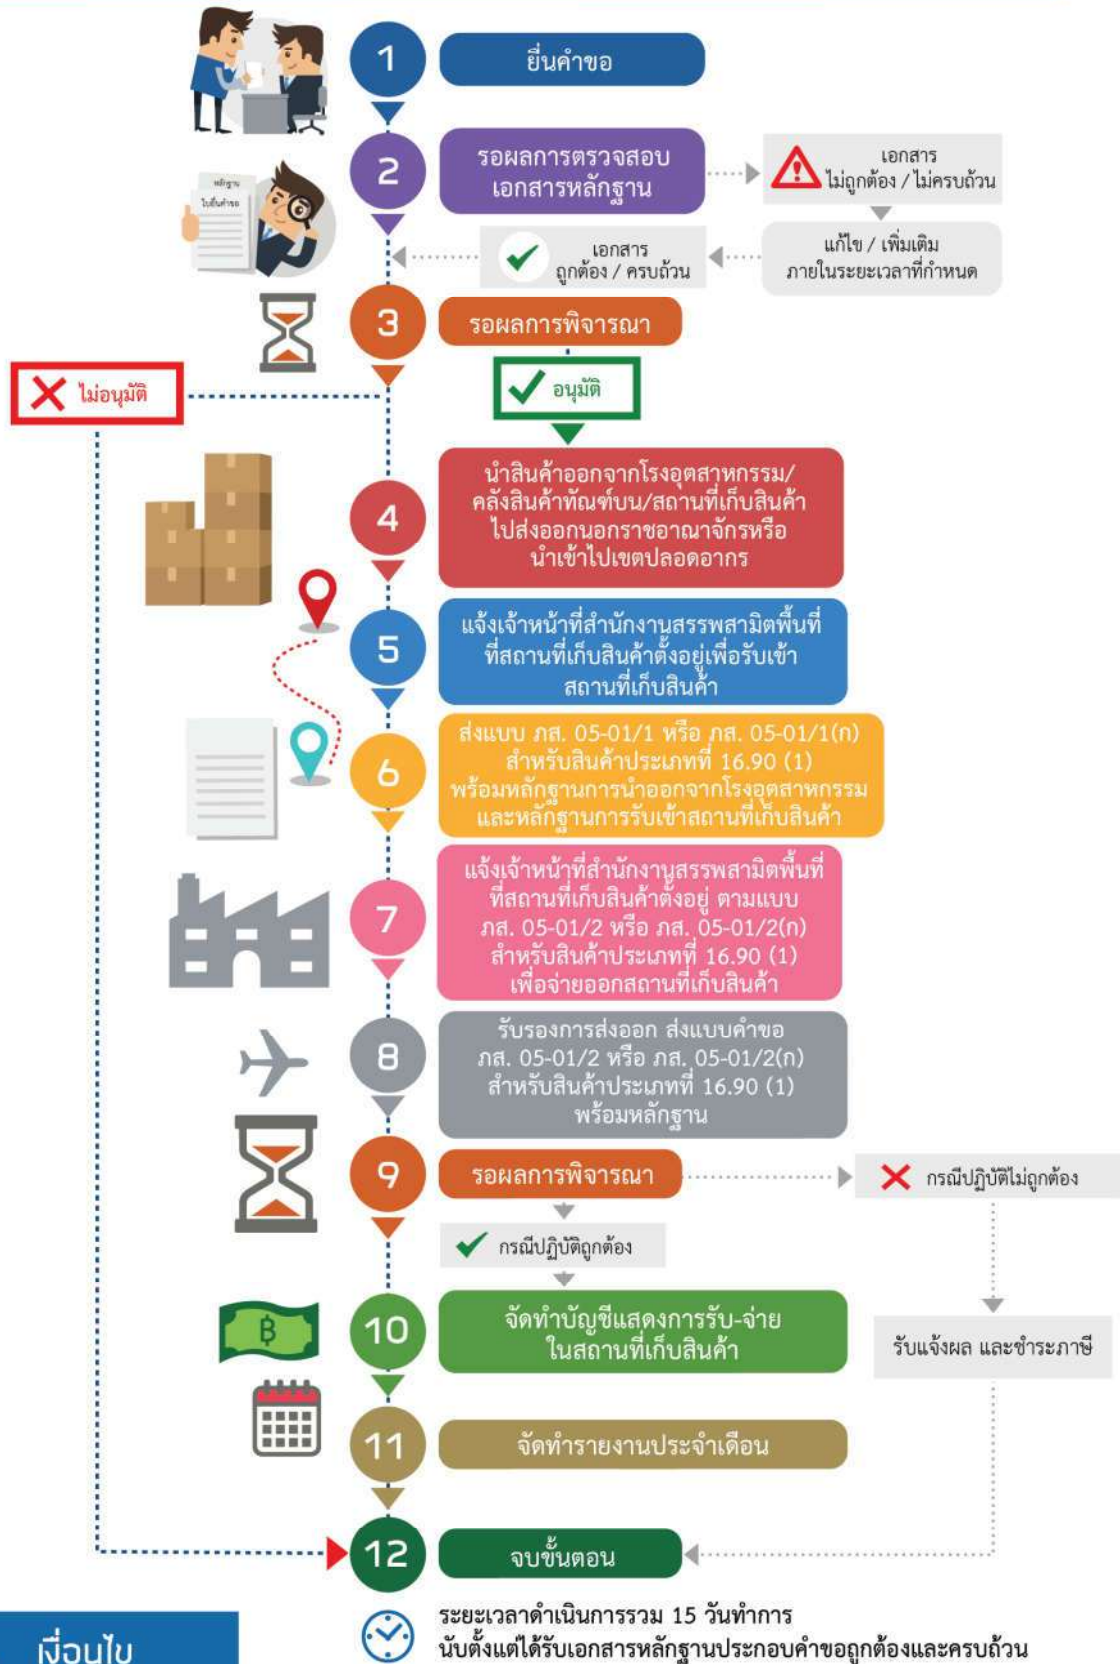 1
ยื่นคำขอ
2
รอผลการตรวจสอบ
เอกสารหลักฐาน
เอกสาร
ไม่ถูกต้อง / ไม่ครบถ้วน
หลักฐาน
ใบยื่นคำขอ
แก้ไข / เพิ่มเติม
ภายในระยะเวลาที่กำหนด
เอกสาร
ถูกต้อง / ครบถ้วน
3
รอผลการพิจารณา
ไม่อนุมัติ
อนุมัติ
4
นำสินค้าออกจากโรงอุตสาหกรรม/
คลังสินค้าทัณฑ์บน/สถานที่เก็บสินค้า
ไปส่งออกนอกราชอาณาจักรหรือ
นำเข้าไปเขตปลอดอากร
5
แจ้งเจ้าหน้าที่สำนักงานสรรพสามิตพื้นที่
ที่สถานที่เก็บสินค้าตั้งอยู่เพื่อรับเข้า
สถานที่เก็บสินค้า
6
ส่งแบบ ภส. 05-01/1 หรือ ภส. 05-01/1(ก)
สำหรับสินค้าประเภทที่ 16.90 (1)
พร้อมหลักฐานการนำออกจากโรงอุตสาหกรรม
และหลักฐานการรับเข้าสถานที่เก็บสินค้า
7
แจ้งเจ้าหน้าที่สำนักงานสรรพสามิตพื้นที่
ที่สถานที่เก็บสินค้าตั้งอยู่ ตามแบบ
ภส. 05-01/2 หรือ ภส. 05-01/2(ก)
สำหรับสินค้าประเภทที่ 16.90 (1)
เพื่อจ่ายออกสถานที่เก็บสินค้า
8
รับรองการส่งออก ส่งแบบคำขอ
ภส. 05-01/2 หรือ ภส. 05-01/2(ก)
สำหรับสินค้าประเภทที่ 16.90 (1)
พร้อมหลักฐาน
9
รอผลการพิจารณา
กรณีปฏิบัติไม่ถูกต้อง
กรณีปฏิบัติถูกต้อง
฿
10
จัดทำบัญชีแสดงการรับ-จ่าย
ในสถานที่เก็บสินค้า
รับแจ้งผล และชำระภาษี
11
จัดทำรายงานประจำเดือน
12
จบขั้นตอน
ระยะเวลาดำเนินการรวม 15 วันทำการ
นับตั้งแต่ได้รับเอกสารหลักฐานประกอบคำขอถูกต้องและครบถ้วน
เงื่อนไข